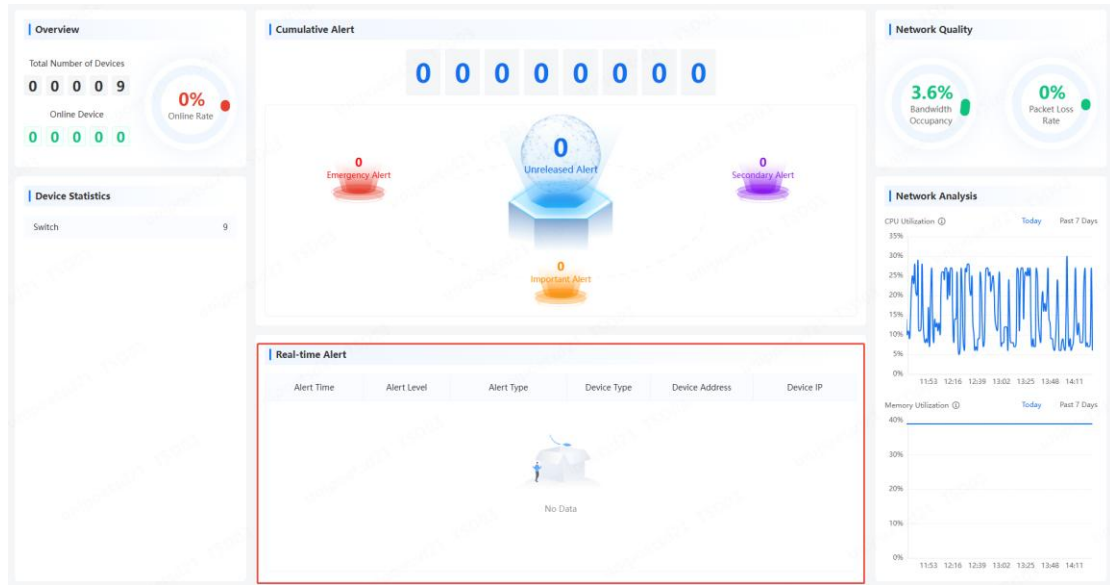 Overview
Total Number of Devices
0 0 0 0 9
Online Device
0 0 0 0 0
0%
Online Rate
Device Statistics
Switch 9
Cumulative Alert
0 0 0 0 0 0 0 0
0
Emergency Alert
0
Unreleased Alert
0
Secondary Alert
0
Important Alert
Real-time Alert
Alert Time Alert Level Alert Type Device Type Device Address Device IP
No Data
Network Quality
3.6%
Bandwidth
Occupancy
0%
Packet Loss
Rate
Network Analysis
CPU Utilization Today Past 7 Days
35%
30%
25%
20%
15%
10%
5%
0%
11:53 12:16 12:39 13:02 13:25 13:48 14:11
Memory Utilization Today Past 7 Days
40%
30%
20%
10%
0%
11:53 12:16 12:39 13:02 13:25 13:48 14:11